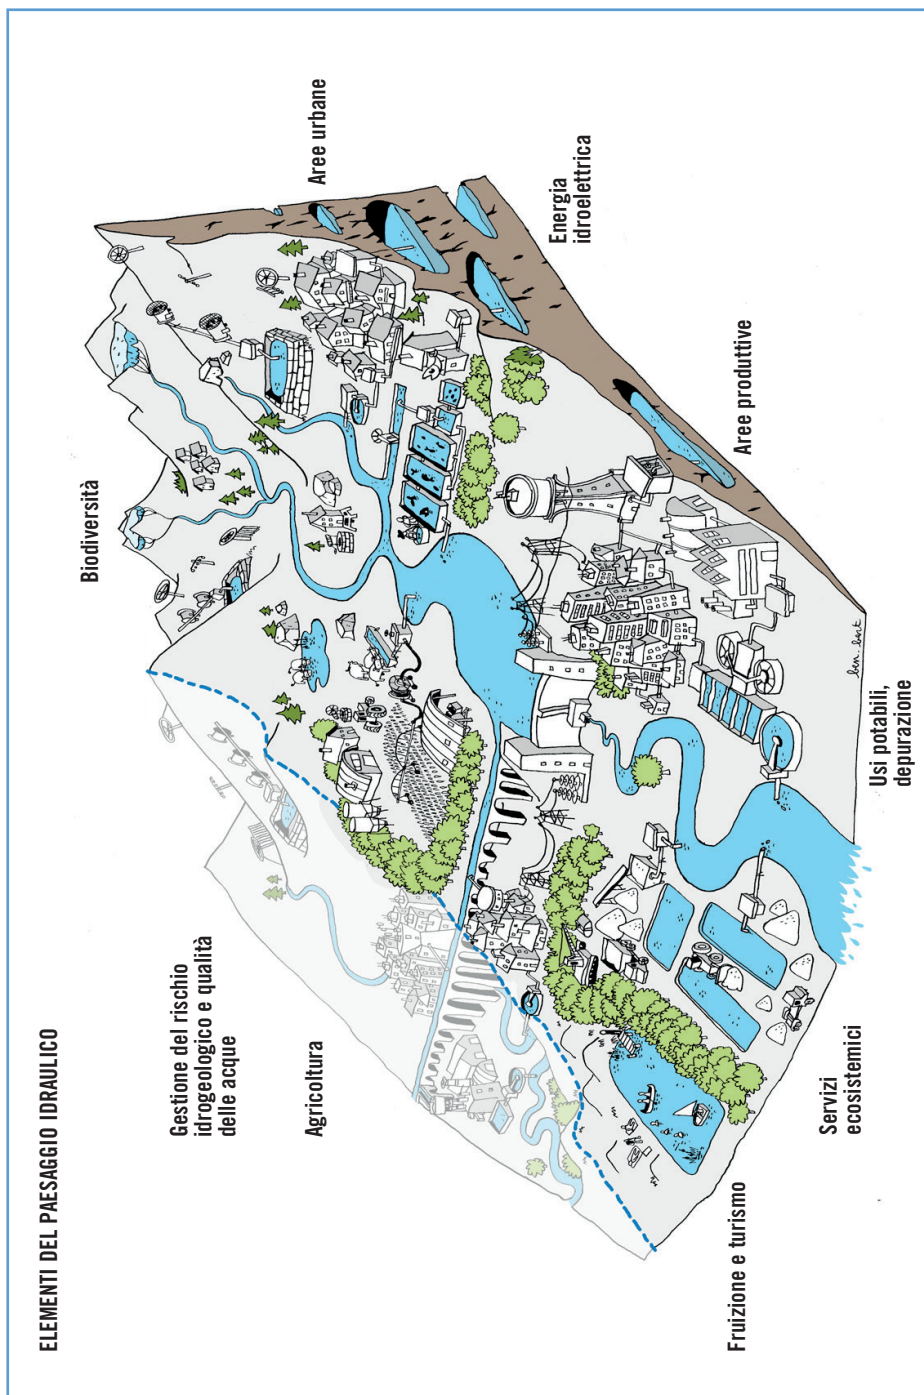 ELEMENTI DEL PAESAGGIO IDRAULICO
Gestione del rischio
idrogeologico e qualità
delle acque
Biodiversità
Agricoltura
Aree urbane
Energia
idroelettrica
Aree produttive
Fruizione e turismo
Servizi
ecosistemici
Usi potabili,
depurazione